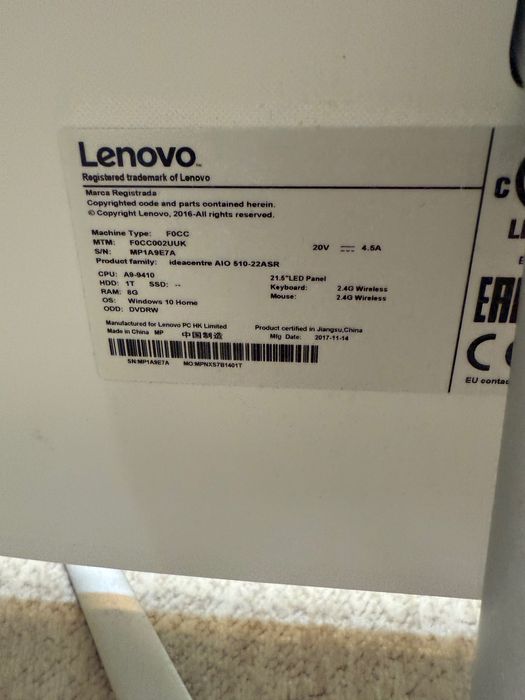 Lenovo™
Registered trademark of Lenovo
Marca Registrada
Copyrighted code and parts contained herein.
© Copyright Lenovo, 2016-All rights reserved.
Machine Type: F0CC
MTM: F0CC002UUK
S/N: MP1A9E7A
20V ⎓ 4.5A
Product family: ideacentre AIO 510-22ASR
CPU: A9-9410
HDD: 1T SSD: --
RAM: 8G
OS: Windows 10 Home
ODD: DVDRW
21.5"LED Panel
Keyboard: 2.4G Wireless
Mouse: 2.4G Wireless
Manufactured for Lenovo PC HK Limited
Made in China MP 中国制造
Product certified in Jiangsu,China
Mfg Date: 2017-11-14
SN:MP1A9E7A MO:MPNXS7B1401T
EAC
CE